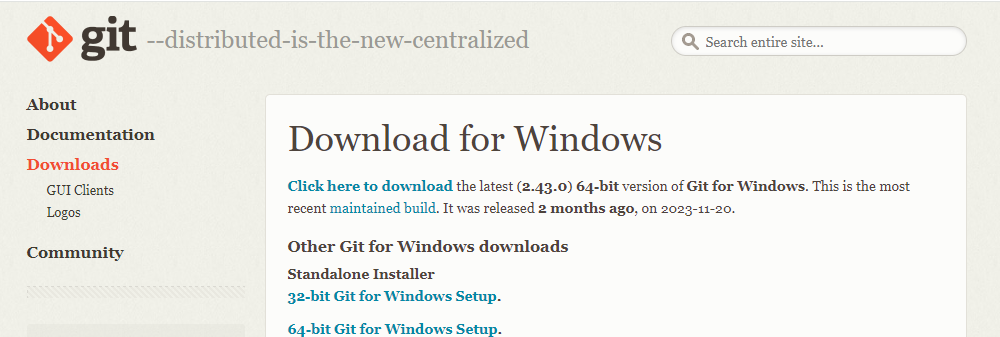 git --distributed-is-the-new-centralized
Search entire site...
About
Documentation
Downloads
GUI Clients
Logos
Community
Download for Windows
Click here to download the latest (2.43.0) 64-bit version of Git for Windows. This is the most
recent maintained build. It was released 2 months ago, on 2023-11-20.
Other Git for Windows downloads
Standalone Installer
32-bit Git for Windows Setup.
64-bit Git for Windows Setup.